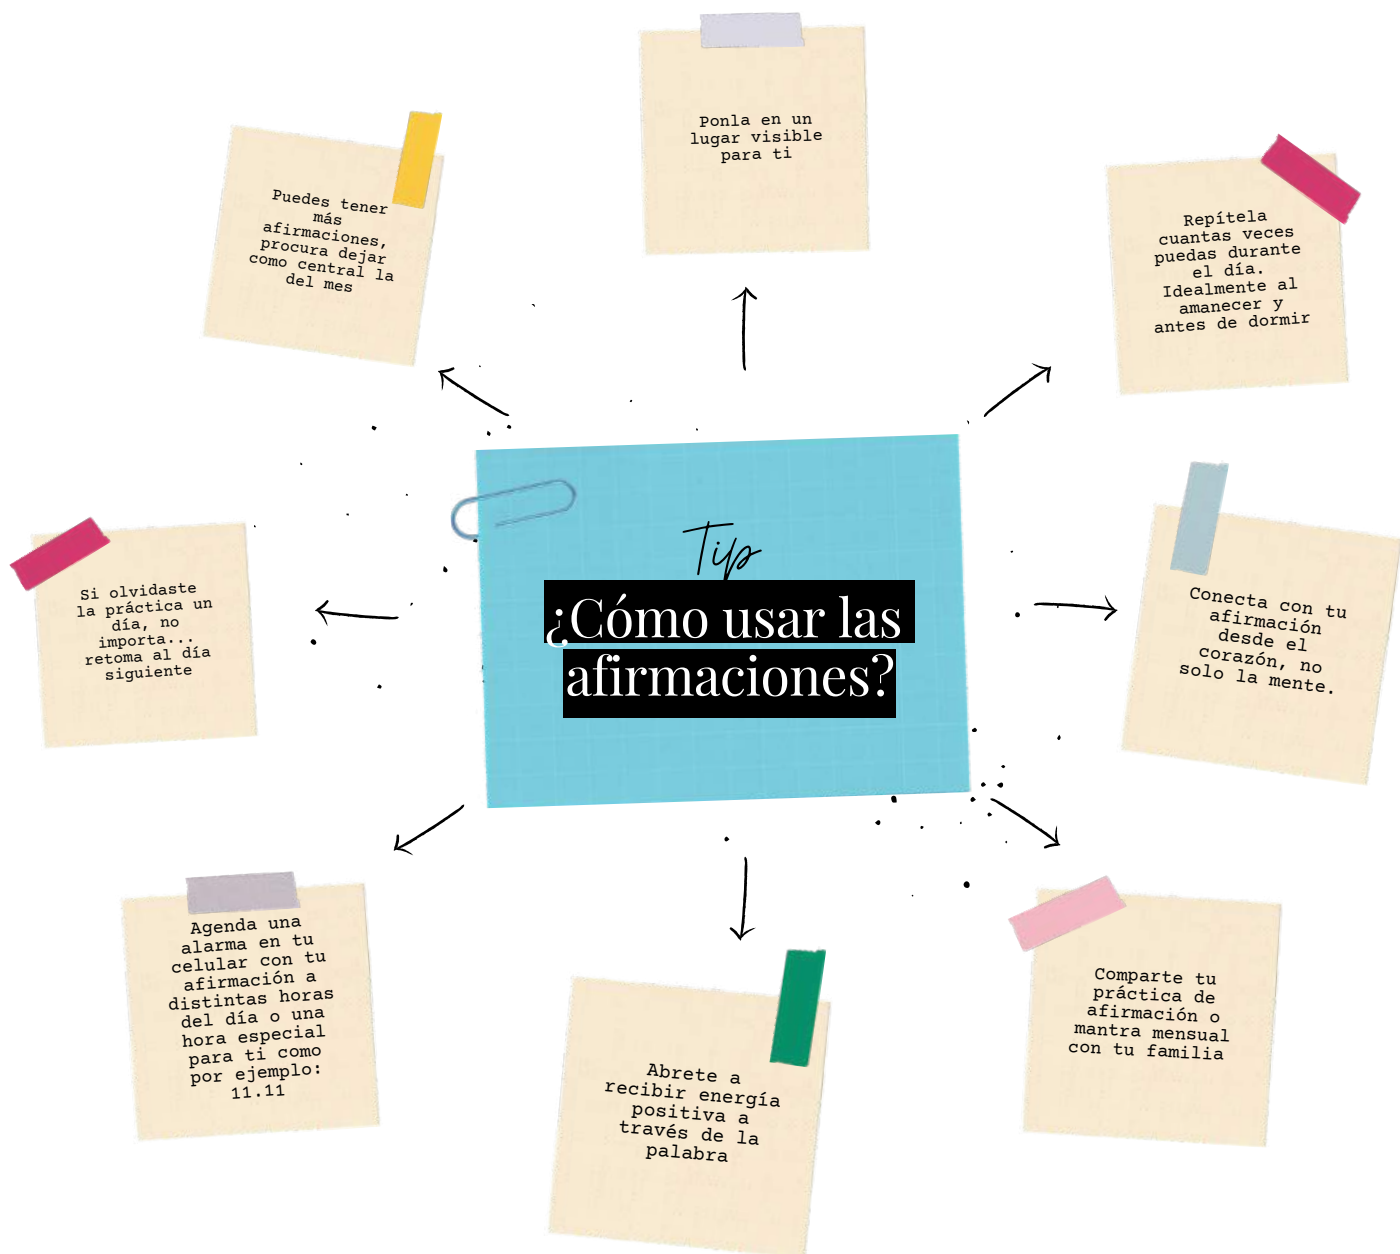 Ponla en un
lugar visible
para ti
Puedes tener
más
afirmaciones,
procura dejar
como central la
del mes
Repítela
cuantas veces
puedas durante
el día.
Idealmente al
amanecer y
antes de dormir
Tip
¿Cómo usar las
afirmaciones?
Si olvidaste
la práctica un
día, no
importa...
retoma al día
siguiente
Conecta con tu
afirmación
desde el
corazón, no
solo la mente.
Agenda una
alarma en tu
celular con tu
afirmación a
distintas horas
del día o una
hora especial
para ti como
por ejemplo:
11.11
Abrete a
recibir energía
positiva a
través de la
palabra
Comparte tu
práctica de
afirmación o
mantra mensual
con tu familia